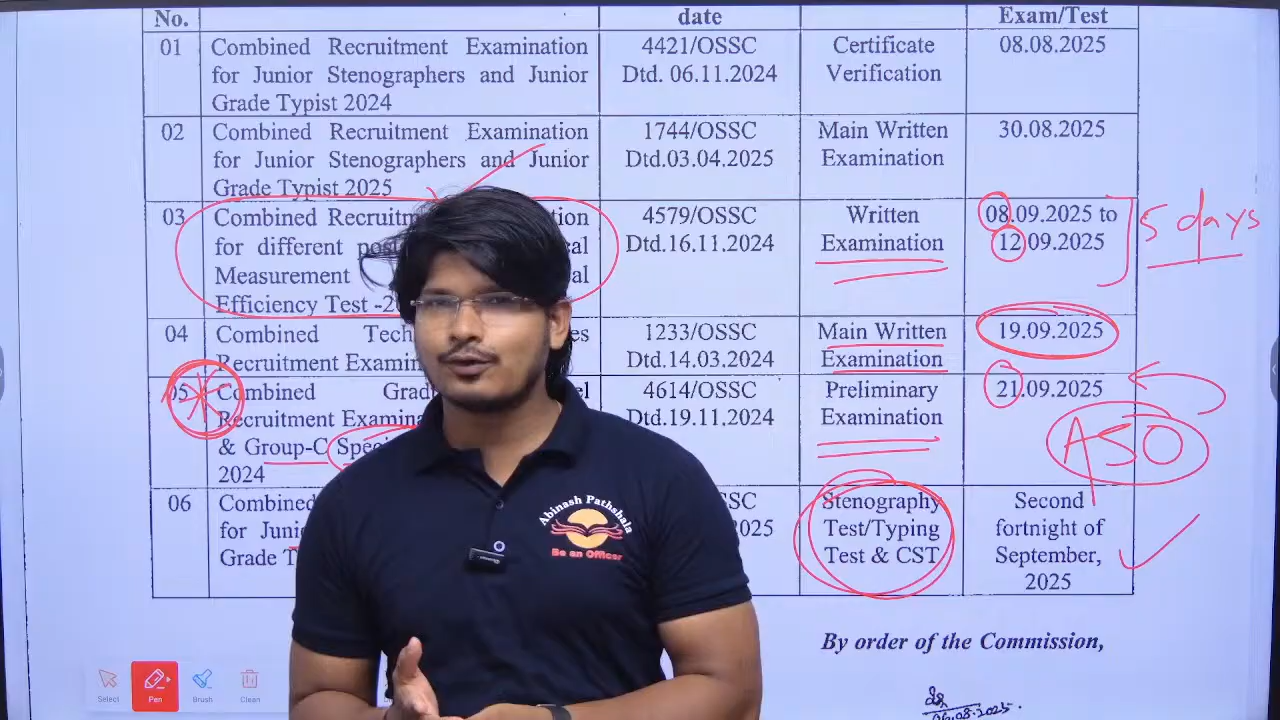 No.
date
Exam/Test
01
Combined Recruitment Examination
for Junior Stenographers and Junior
Grade Typist 2024
4421/OSSC
Dtd. 06.11.2024
Certificate
Verification
08.08.2025
02
Combined Recruitment Examination
for Junior Stenographers and Junior
Grade Typist 2025
1744/OSSC
Dtd.03.04.2025
Main Written
Examination
30.08.2025
03
Combined
for different
Measurement
Efficiency Test
4579/OSSC
Dtd.16.11.2024
Written
Examination
08.09.2025 to
12.09.2025
5 days
04
Combined
Recruitment
1233/OSSC
Dtd.14.03.2024
Main Written
Examination
19.09.2025
05
Combined
Recruitment
& Group-C
2024
4614/OSSC
Dtd.19.11.2024
Preliminary
Examination
21.09.2025
ASO
06
Combined
for
Grade
Stenography
Test/Typing
Test & CST
Second
fortnight of
September,
2025
By order of the Commission,
06.08.2025.
Abinash Pathshala
Be an Officer
Select
Pen
Brush
Clean